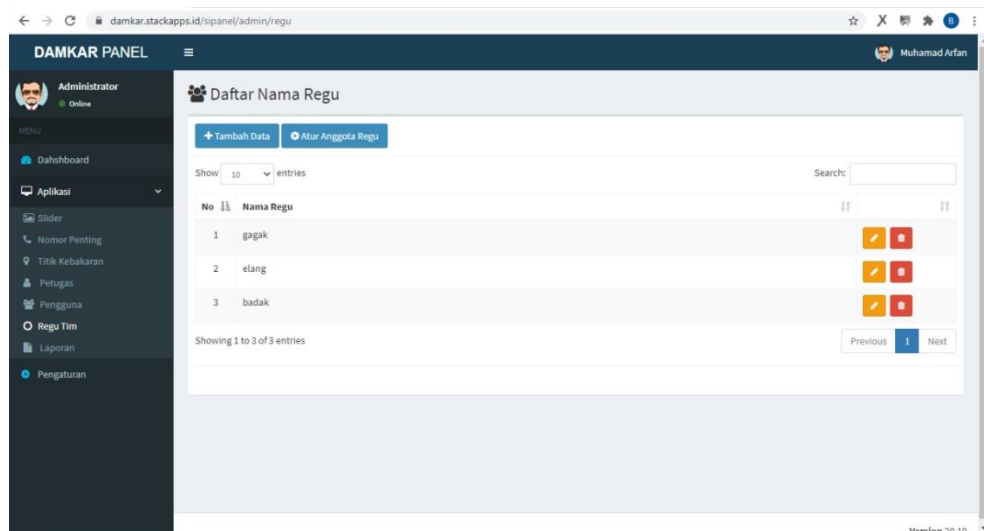 damkar.stackapps.id/sipanel/admin/regu
B
DAMKAR PANEL
Muhamad Arfan
Administrator
Online
MENU
Dahshboard
Aplikasi
Slider
Nomor Penting
Titik Kebakaran
Petugas
Pengguna
Regu Tim
Laporan
Pengaturan
Daftar Nama Regu
Tambah Data Atur Anggota Regu
Show 10 entries Search:
No Nama Regu
1 gagak
2 elang
3 badak
Showing 1 to 3 of 3 entries Previous 1 Next